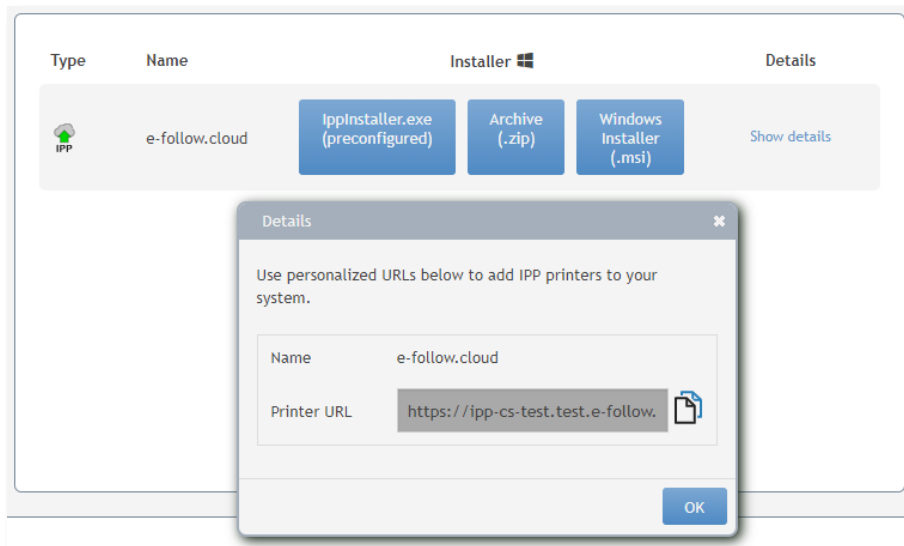 Type Name Installer Details
IPP
e-follow.cloud
IppInstaller.exe
(preconfigured)
Archive
(.zip)
Windows
Installer
(.msi)
Show details
Details
Use personalized URLs below to add IPP printers to your
system.
Name e-follow.cloud
Printer URL https://ipp-cs-test.test.e-follow.
OK